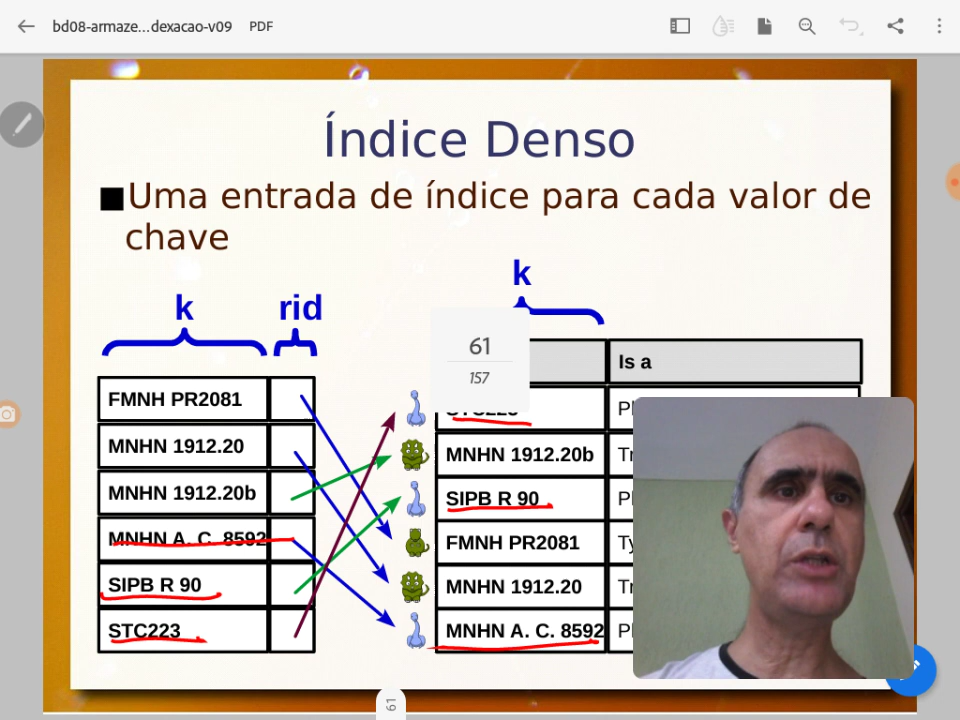 bd08-armaze...dexacao-v09 PDF
Índice Denso
Uma entrada de índice para cada valor de
chave
k
k rid
61
157
Is a
FMNH PR2081
MNHN 1912.20
MNHN 1912.20b
MNHN A. C. 8592
SIPB R 90
STC223
STC223
MNHN 1912.20b
SIPB R 90
FMNH PR2081
MNHN 1912.20
MNHN A. C. 8592
61